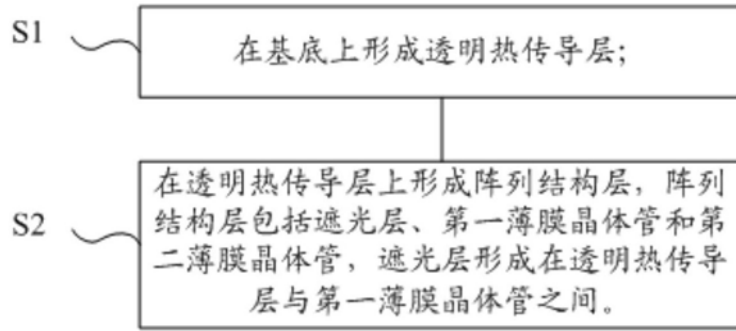 S1
在基底上形成透明热传导层;
S2
在透明热传导层上形成阵列结构层，阵列
结构层包括遮光层、第一薄膜晶体管和第
二薄膜晶体管，遮光层形成在透明热传导
层与第一薄膜晶体管之间。